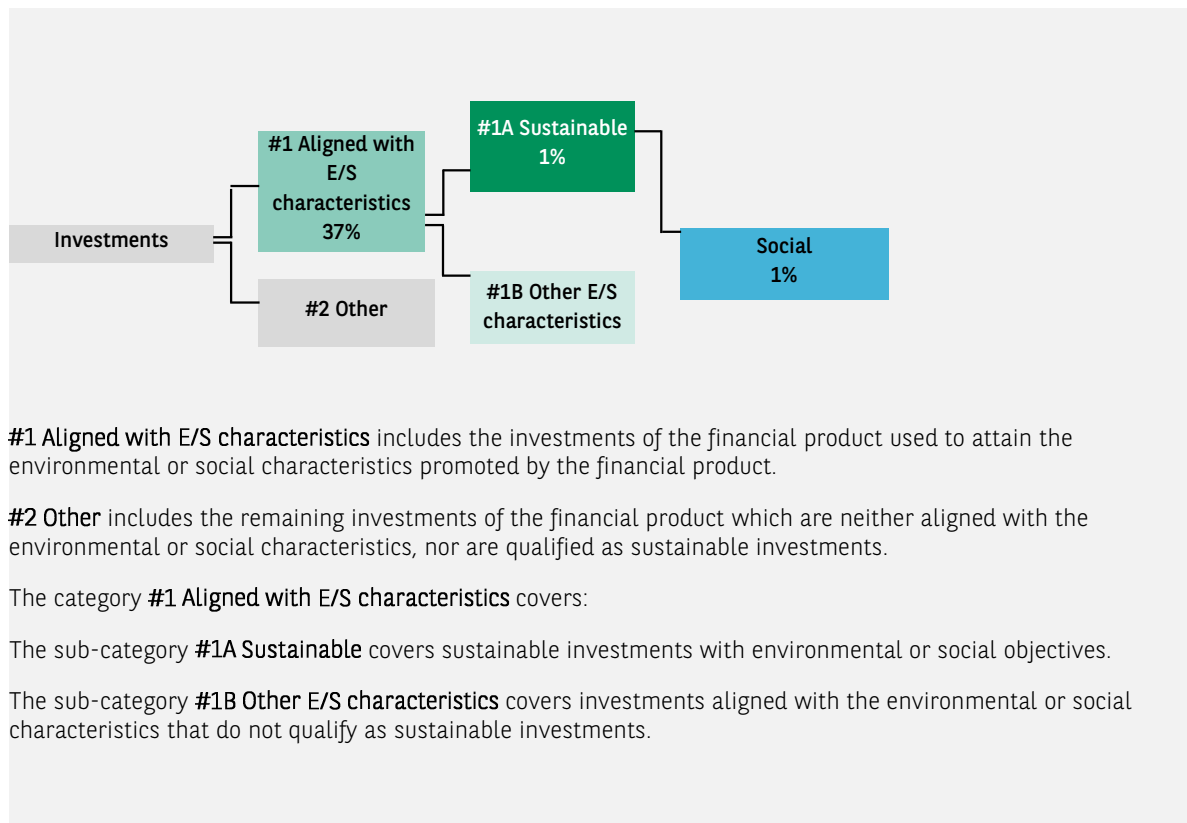 #1A Sustainable
1%
#1 Aligned with
E/S
characteristics
37%
Investments
Social
1%
#2 Other
#1B Other E/S
characteristics
#1 Aligned with E/S characteristics includes the investments of the financial product used to attain the
environmental or social characteristics promoted by the financial product.
#2 Other includes the remaining investments of the financial product which are neither aligned with the
environmental or social characteristics, nor are qualified as sustainable investments.
The category #1 Aligned with E/S characteristics covers:
The sub-category #1A Sustainable covers sustainable investments with environmental or social objectives.
The sub-category #1B Other E/S characteristics covers investments aligned with the environmental or social
characteristics that do not qualify as sustainable investments.